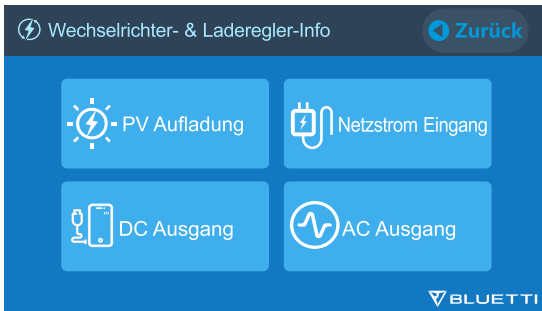 Wechselrichter- & Laderegler-Info
Zurück
PV Aufladung
Netzstrom Eingang
DC Ausgang
AC Ausgang
BLUETTI